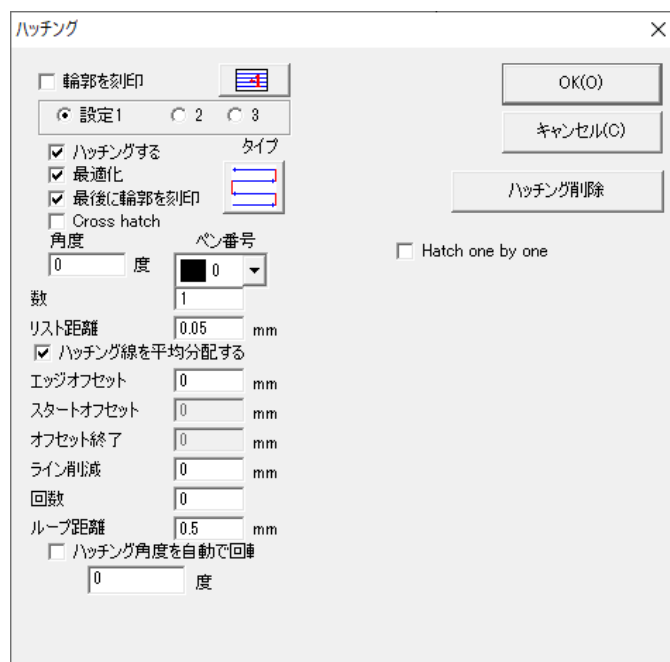 ハッチング
輪郭を刻印
OK(O)
設定1 2 3
キャンセル(C)
ハッチングする タイプ
最適化
最後に輪郭を刻印
ハッチング削除
Cross hatch
角度 ペン番号
Hatch one by one
0 度 0
数 1
リスト距離 0.05 mm
ハッチング線を平均分配する
エッジオフセット 0 mm
スタートオフセット 0 mm
オフセット終了 0 mm
ライン削減 0 mm
回数 0
ループ距離 0.5 mm
ハッチング角度を自動で回転
0 度